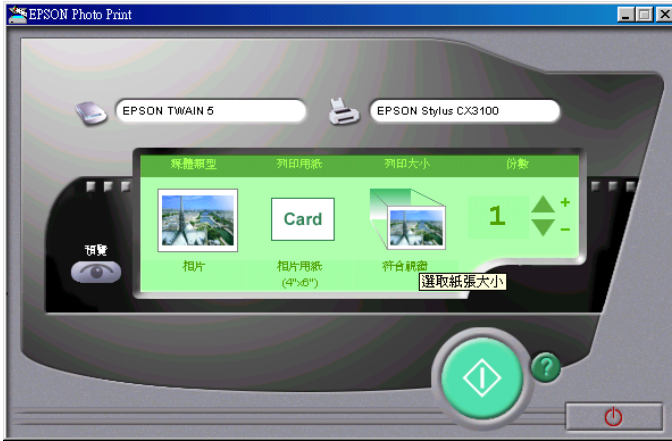 EPSON Photo Print
EPSON TWAIN 5
EPSON Stylus CX3100
媒體類型 列印用紙 列印大小 份數
Card
1
+
-
預覽
相片 相片用紙 符合視窗
(4"x6")
選取紙張大小
?